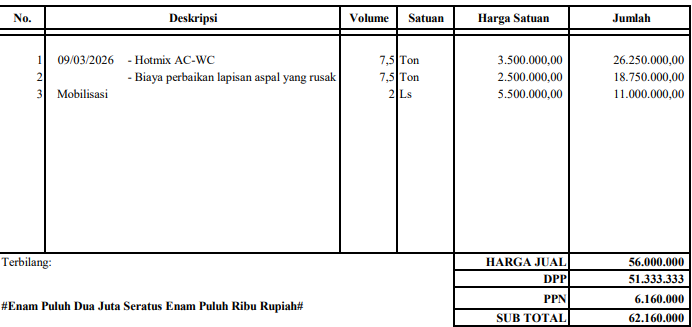 No. Deskripsi Volume Satuan Harga Satuan Jumlah
1 09/03/2026 - Hotmix AC-WC 7,5 Ton 3.500.000,00 26.250.000,00
2 - Biaya perbaikan lapisan aspal yang rusak 7,5 Ton 2.500.000,00 18.750.000,00
3 Mobilisasi 2 Ls 5.500.000,00 11.000.000,00
Terbilang: HARGA JUAL 56.000.000
DPP 51.333.333
#Enam Puluh Dua Juta Seratus Enam Puluh Ribu Rupiah# PPN 6.160.000
SUB TOTAL 62.160.000